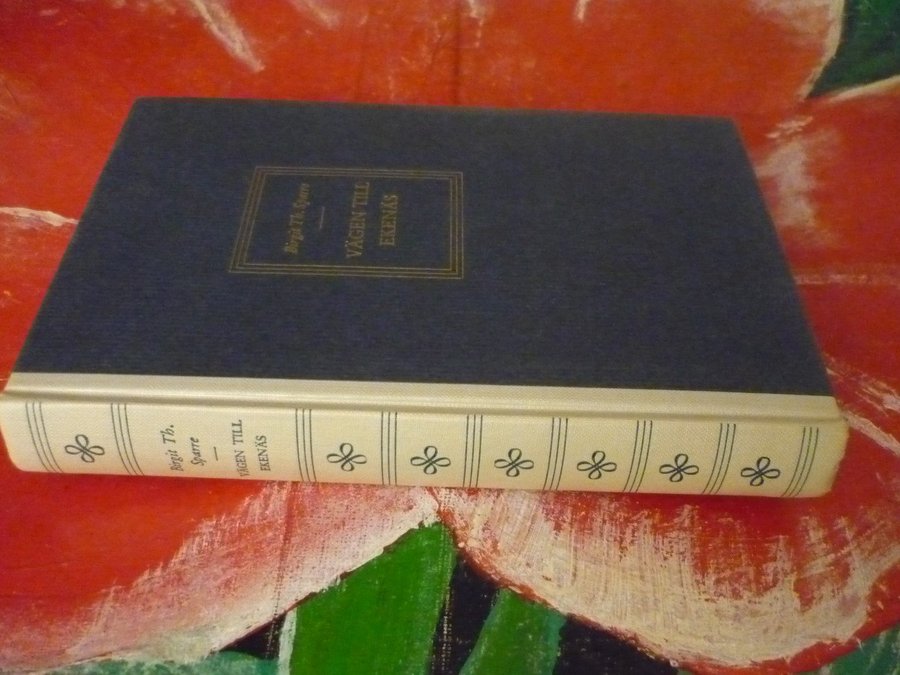 Birgit Th. Sparre
VÄGEN TILL
EKENÄS
Birgit Th.
Sparre
VÄGEN TILL
EKENÄS